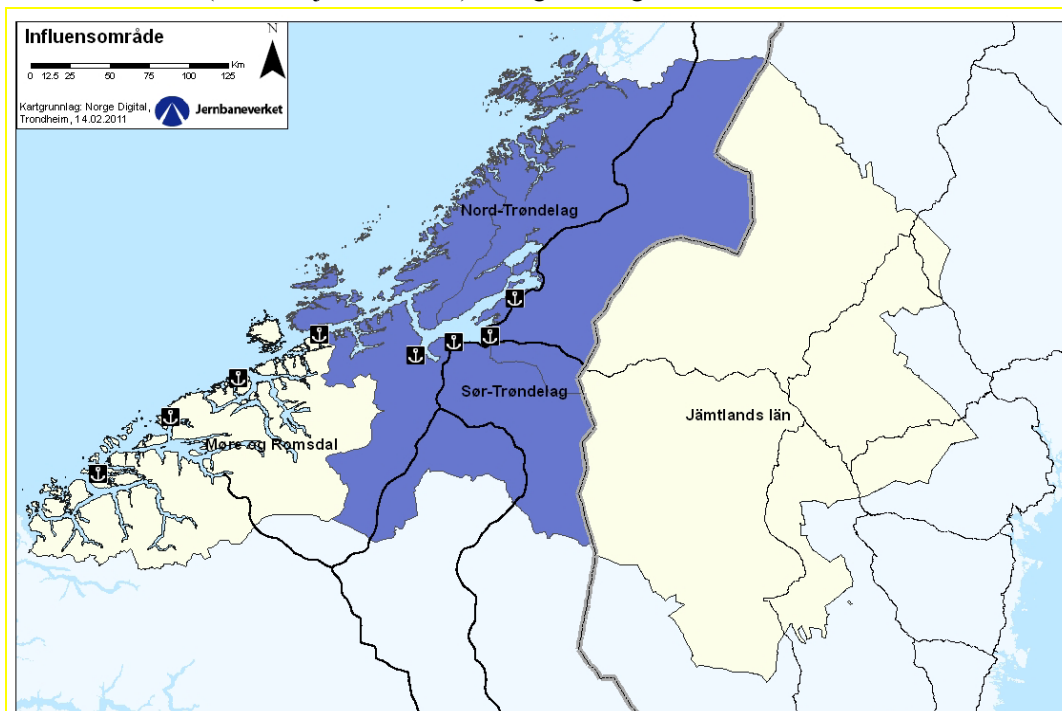 Influensområde
N
0 12.5 25 50 75 100 125 Km
Kartgrunnlag: Norge Digital,
Trondheim, 14.02.2011
Jernbaneverket
Nord-Trøndelag
Sør-Trøndelag
Jämtlands län
Møre og Romsdal